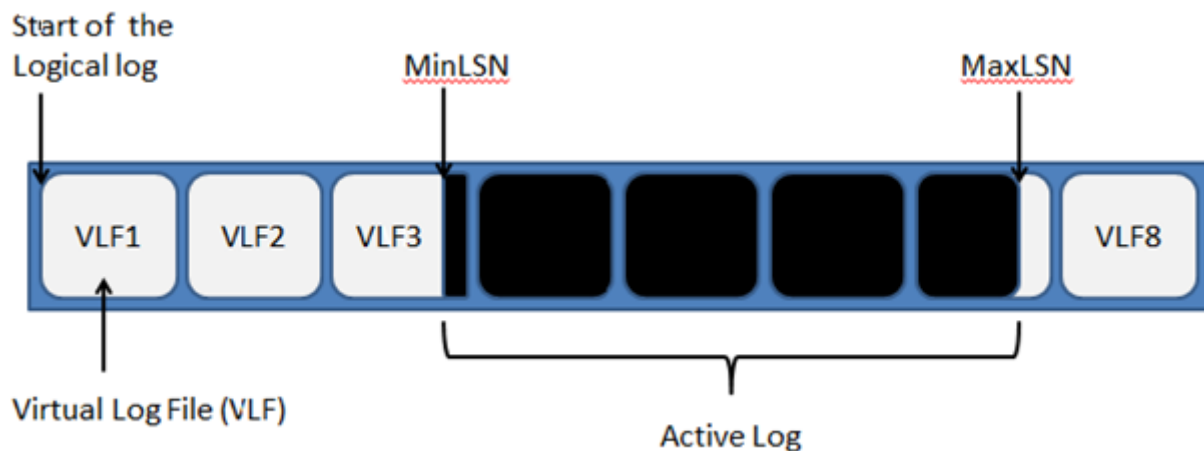 Start of the
Logical log
MinLSN
MaxLSN
VLF1
VLF2
VLF3
VLF8
Virtual Log File (VLF)
Active Log